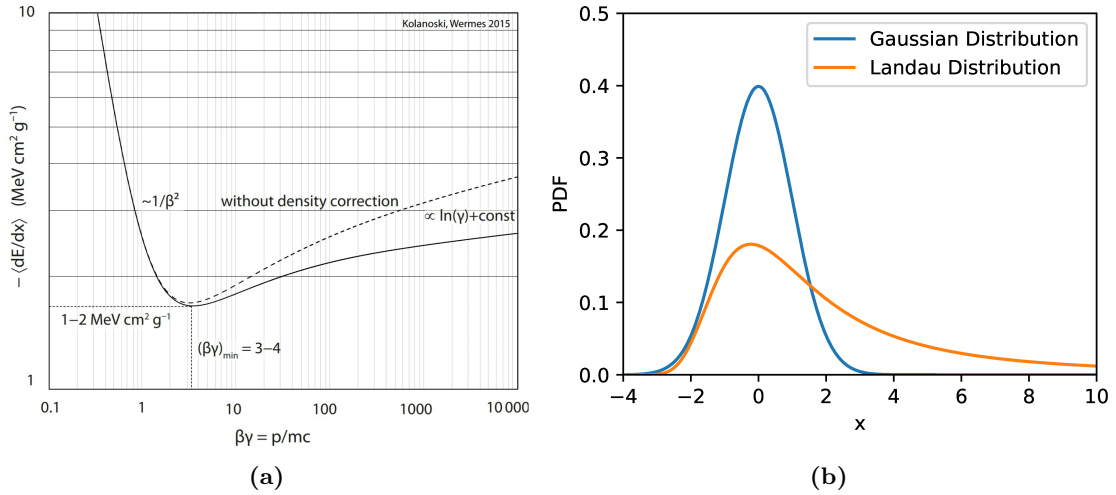 10
Kolanoski, Wermes 2015
−⟨dE/dx⟩ (MeV cm² g⁻¹)
~1/β²
without density correction
∝ ln(γ)+const
1−2 MeV cm² g⁻¹
(βγ)min = 3−4
1
0.1 1 10 100 1000 10 000
βγ = p/mc
(a)
0.5
0.4
0.3
0.2
0.1
0.0
PDF
Gaussian Distribution
Landau Distribution
−4 −2 0 2 4 6 8 10
x
(b)